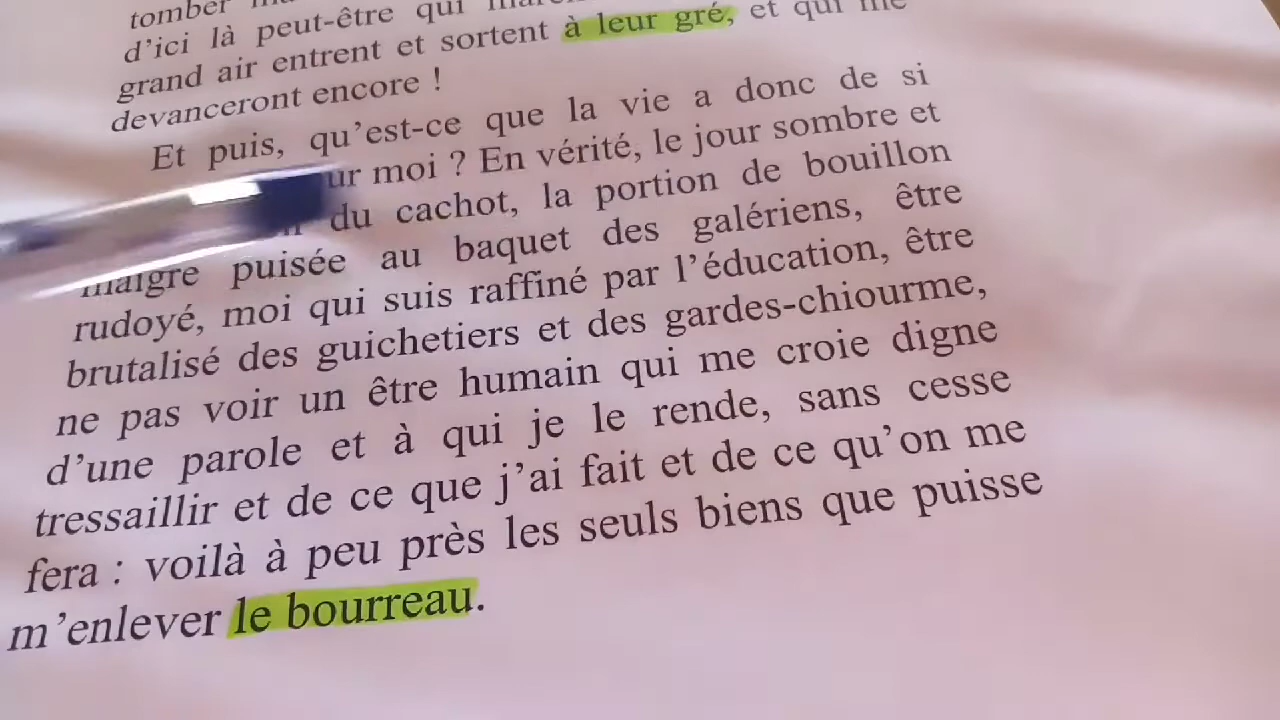 tomber
d'ici là peut-être qui
grand air entrent et sortent à leur gré, et qui me
devanceront encore !
Et puis, qu'est-ce que la vie a donc de si
moi ? En vérité, le jour sombre et
du cachot, la portion de bouillon
maigre puisée au baquet des galériens, être
rudoyé, moi qui suis raffiné par l'éducation, être
brutalisé des guichetiers et des gardes-chiourme,
ne pas voir un être humain qui me croie digne
d'une parole et à qui je le rende, sans cesse
tressaillir et de ce que j'ai fait et de ce qu'on me
fera : voilà à peu près les seuls biens que puisse
m'enlever le bourreau.